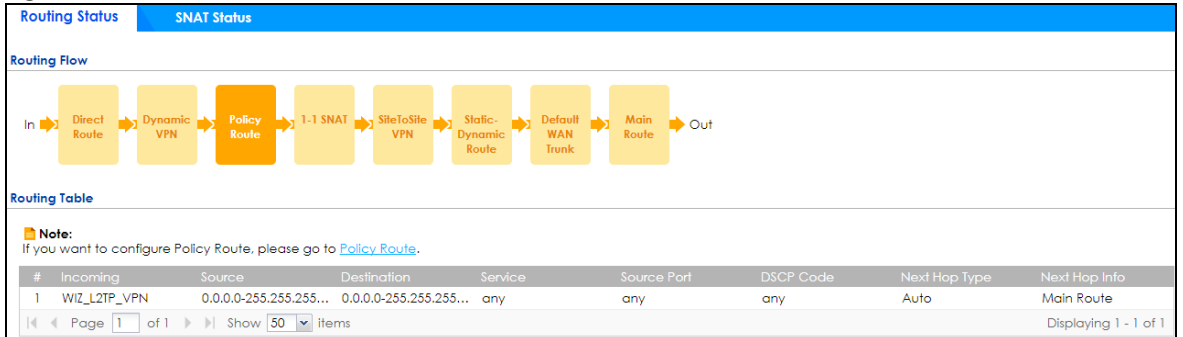 Routing Status SNAT Status
Routing Flow
In Direct Route Dynamic VPN Policy Route 1-1 SNAT SiteToSite VPN Static-Dynamic Route Default WAN Trunk Main Route Out
Routing Table
Note:
If you want to configure Policy Route, please go to Policy Route.
# Incoming Source Destination Service Source Port DSCP Code Next Hop Type Next Hop Info
1 WIZ_L2TP_VPN 0.0.0.0-255.255.255... 0.0.0.0-255.255.255... any any any Auto Main Route
Page 1 of 1 Show 50 items Displaying 1 - 1 of 1